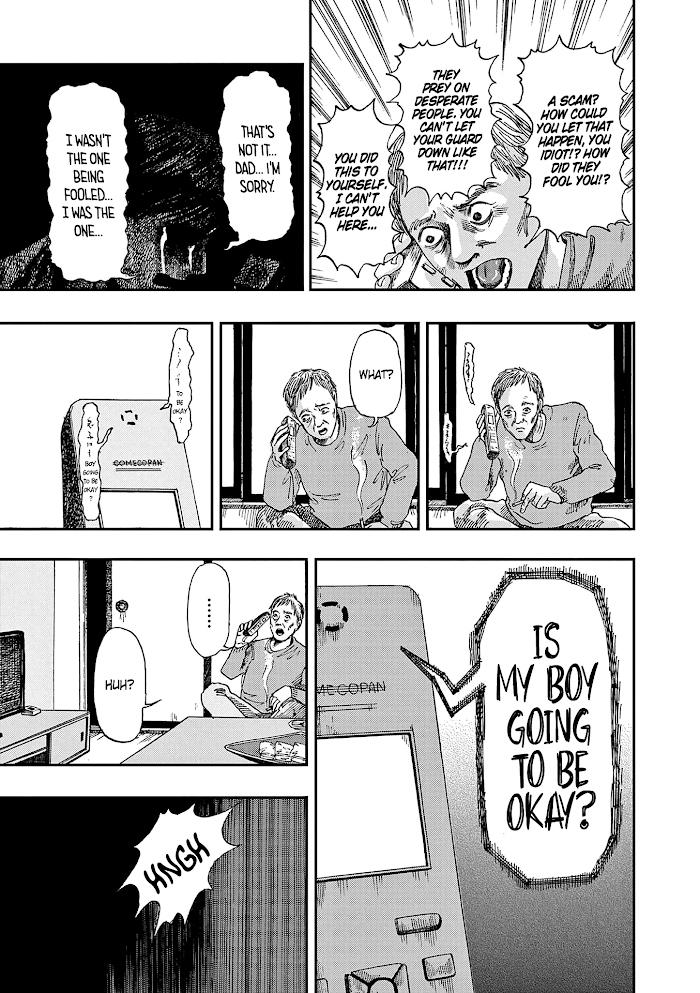 A SCAM?
HOW COULD
YOU LET THAT
HAPPEN, YOU
IDIOT!? HOW
DID THEY
FOOL YOU!?
THEY
PREY ON
DESPERATE
PEOPLE. YOU
CAN'T LET
YOUR GUARD
DOWN LIKE
THAT!!!
YOU DID
THIS TO
YOURSELF.
I CAN'T
HELP YOU
HERE...
THAT'S
NOT IT...
DAD... I'M
SORRY.
I WASN'T
THE ONE
BEING
FOOLED...
I WAS THE
ONE...
WHAT?
TO
BE
OKAY
?
BOY
GOING
TO BE
OKAY
?
COMECOPAN
IS
MY BOY
GOING
TO BE
OKAY?
MECOPAN
......
HUH?
HNGH